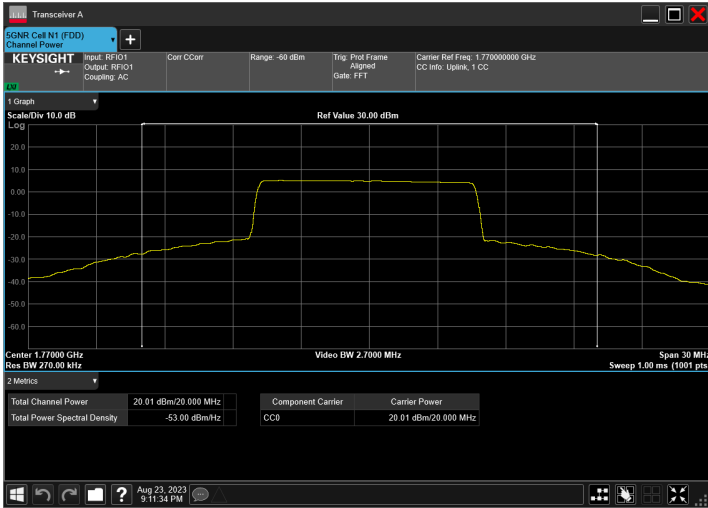 Transceiver A
5GNR Cell N1 (FDD)
Channel Power
KEYSIGHT
Input: RFIO1
Output: RFIO1
Coupling: AC
Corr CCorr
Range: -60 dBm
Trig: Prot Frame
Aligned
Gate: FFT
Carrier Ref Freq: 1.770000000 GHz
CC Info: Uplink, 1 CC
LXI
1 Graph
Scale/Div 10.0 dB
Ref Value 30.00 dBm
Log
20.0
10.0
0.00
-10.0
-20.0
-30.0
-40.0
-50.0
-60.0
Center 1.77000 GHz
Video BW 2.7000 MHz
Span 30 MHz
Res BW 270.00 kHz
Sweep 1.00 ms (1001 pts
2 Metrics
Total Channel Power 20.01 dBm/20.000 MHz
Total Power Spectral Density -53.00 dBm/Hz
Component Carrier Carrier Power
CC0 20.01 dBm/20.000 MHz
Aug 23, 2023
9:11:34 PM